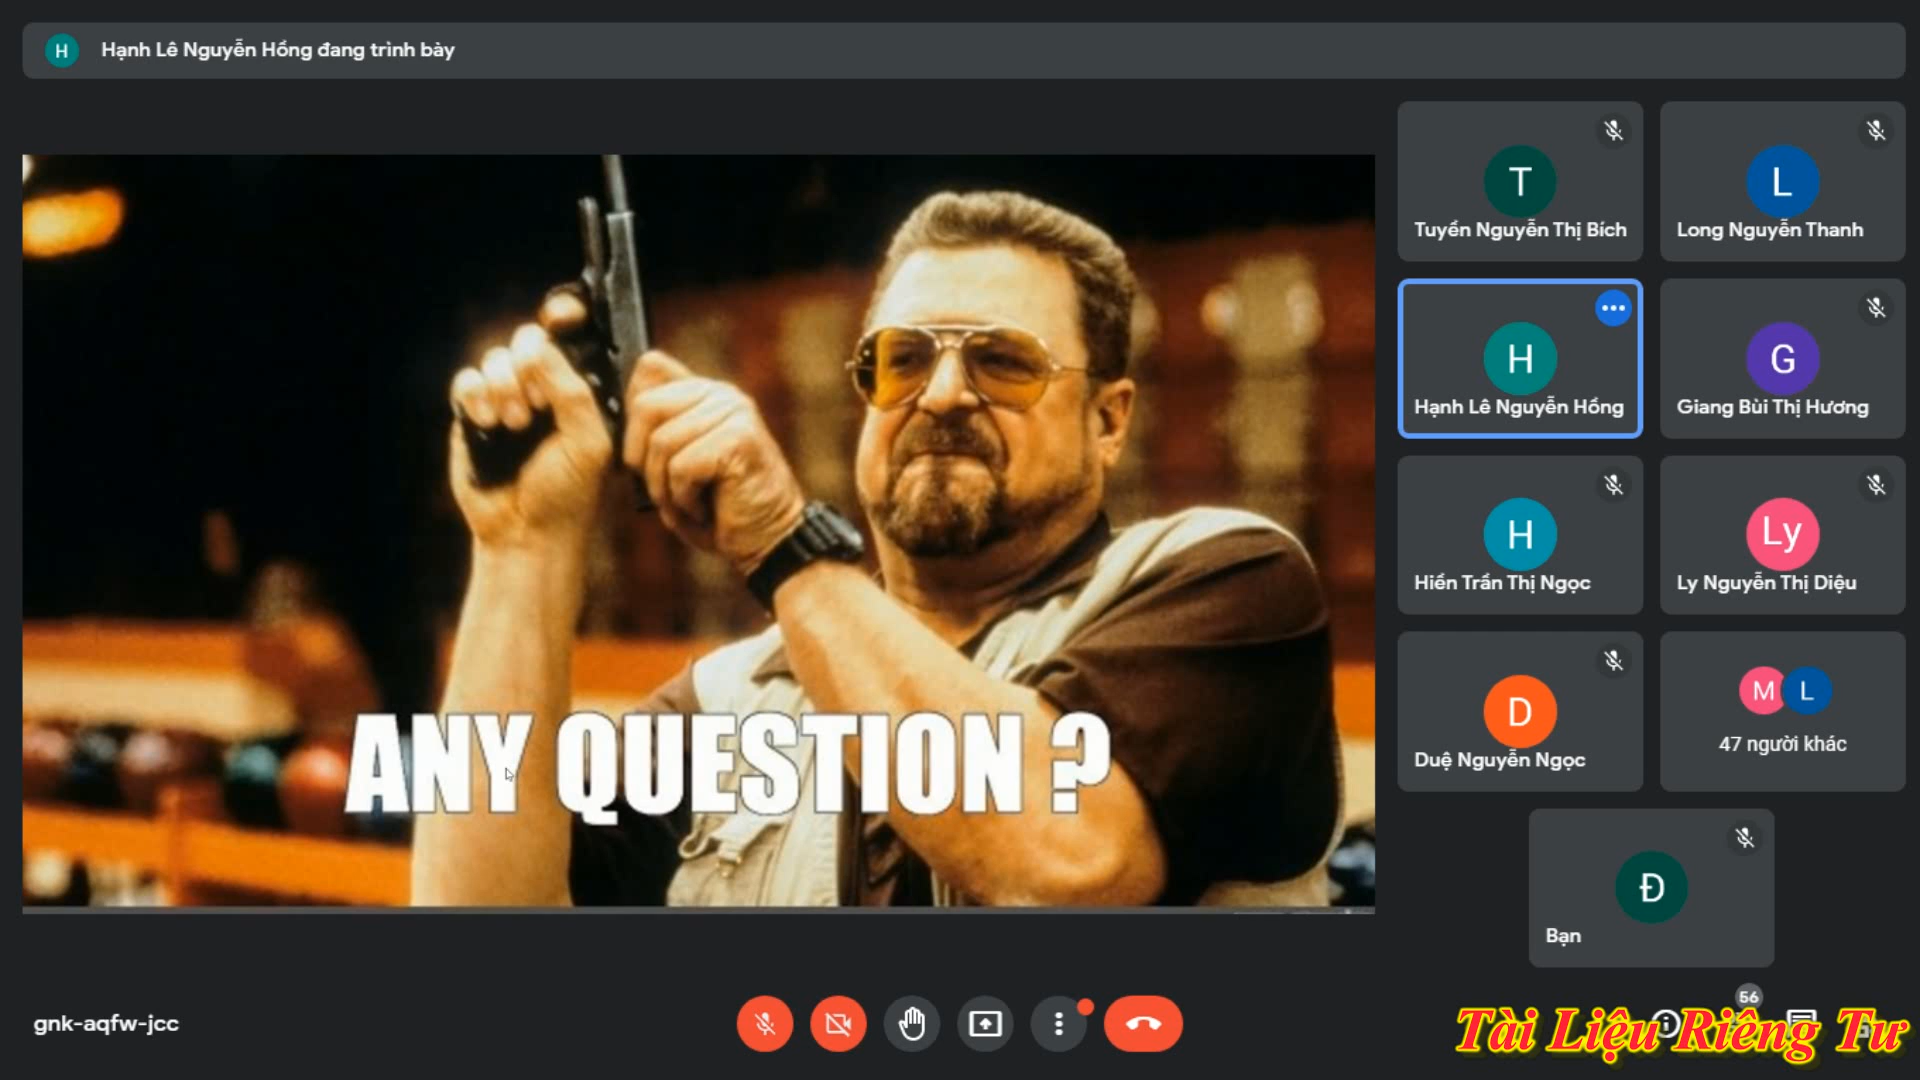 H
Hạnh Lê Nguyễn Hồng đang trình bày
ANY QUESTION ?
T
Tuyền Nguyễn Thị Bích
L
Long Nguyễn Thanh
H
Hạnh Lê Nguyễn Hồng
G
Giang Bùi Thị Hương
H
Hiền Trần Thị Ngọc
Ly
Ly Nguyễn Thị Diệu
D
Duệ Nguyễn Ngọc
M L
47 người khác
Đ
Bạn
gnk-aqfw-jcc
56
Tài Liệu Riêng Tư